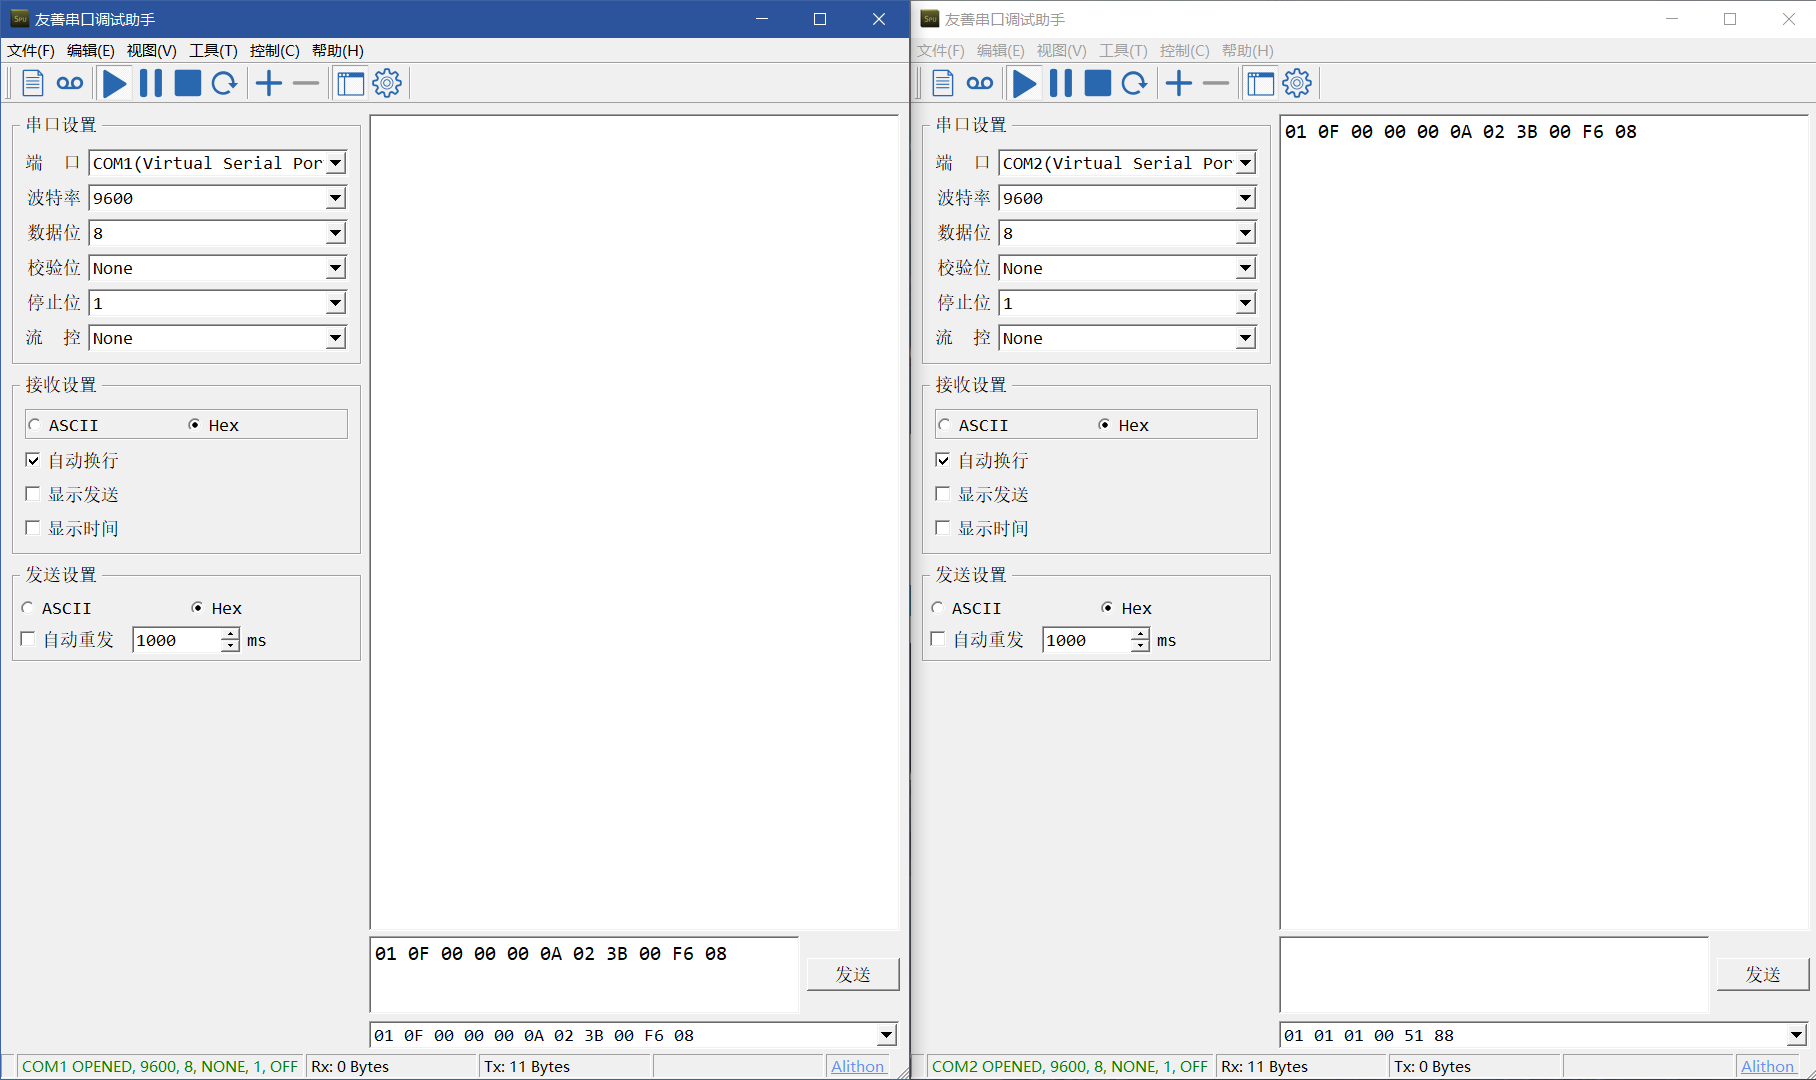 友善串口调试助手
文件(F) 编辑(E) 视图(V) 工具(T) 控制(C) 帮助(H)
串口设置
端 口 COM1(Virtual Serial Por
波特率 9600
数据位 8
校验位 None
停止位 1
流 控 None
接收设置
ASCII Hex
自动换行
显示发送
显示时间
发送设置
ASCII Hex
自动重发 1000 ms
01 0F 00 00 00 0A 02 3B 00 F6 08
发送
01 0F 00 00 00 0A 02 3B 00 F6 08
COM1 OPENED, 9600, 8, NONE, 1, OFF Rx: 0 Bytes Tx: 11 Bytes Alithon
友善串口调试助手
文件(F) 编辑(E) 视图(V) 工具(T) 控制(C) 帮助(H)
串口设置
端 口 COM2(Virtual Serial Por
波特率 9600
数据位 8
校验位 None
停止位 1
流 控 None
接收设置
ASCII Hex
自动换行
显示发送
显示时间
发送设置
ASCII Hex
自动重发 1000 ms
01 0F 00 00 00 0A 02 3B 00 F6 08
发送
01 01 01 00 51 88
COM2 OPENED, 9600, 8, NONE, 1, OFF Rx: 11 Bytes Tx: 0 Bytes Alithon